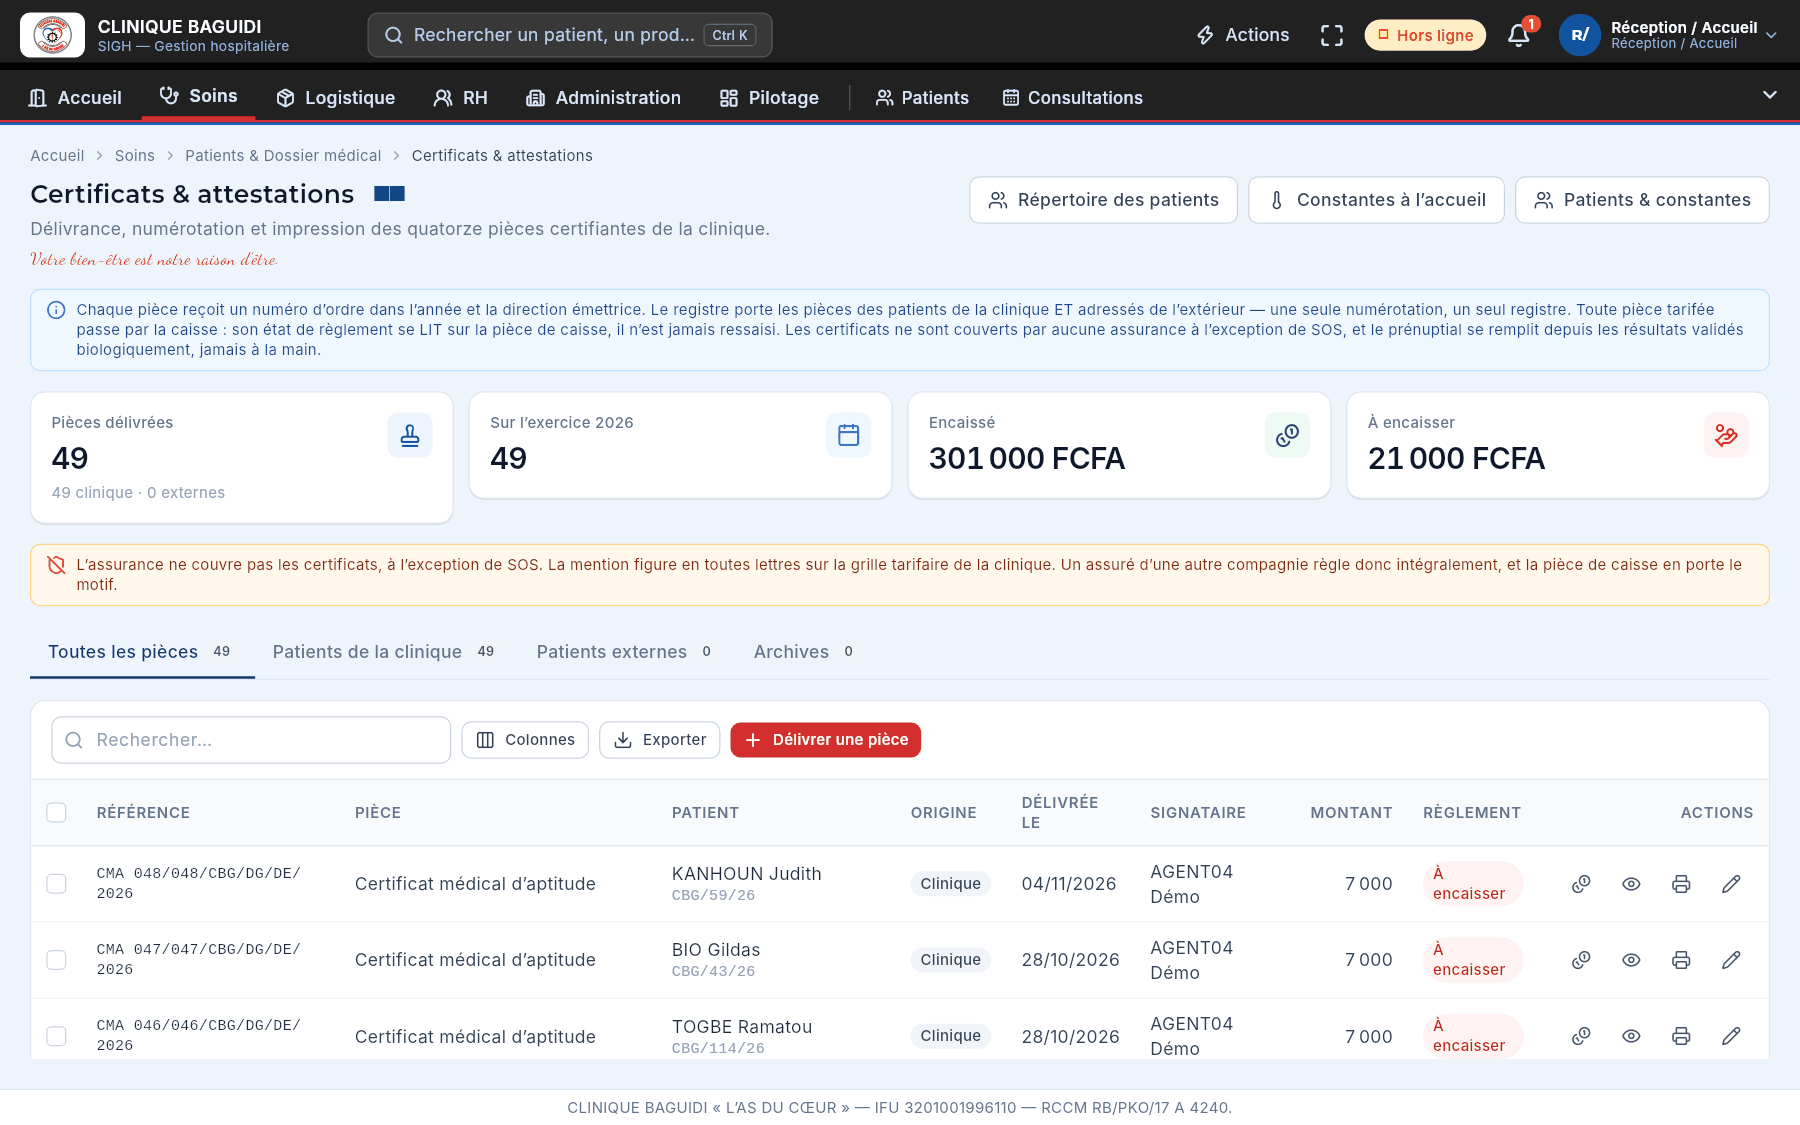 CLINIQUE BAGUIDI
SIGH — Gestion hospitalière
Rechercher un patient, un prod... Ctrl K
Actions
Hors ligne
1
R/
Réception / Accueil
Réception / Accueil
Accueil
Soins
Logistique
RH
Administration
Pilotage
Patients
Consultations
Accueil > Soins > Patients & Dossier médical > Certificats & attestations
Certificats & attestations
Répertoire des patients
Constantes à l’accueil
Patients & constantes
Délivrance, numérotation et impression des quatorze pièces certifiantes de la clinique.
Votre bien-être est notre raison d'être.
Chaque pièce reçoit un numéro d’ordre dans l’année et la direction émettrice. Le registre porte les pièces des patients de la clinique ET adressés de l’extérieur — une seule numérotation, un seul registre. Toute pièce tarifée
passe par la caisse : son état de règlement se LIT sur la pièce de caisse, il n’est jamais ressaisi. Les certificats ne sont couverts par aucune assurance à l’exception de SOS, et le prénuptial se remplit depuis les résultats validés
biologiquement, jamais à la main.
Pièces délivrées
49
49 clinique · 0 externes
Sur l’exercice 2026
49
Encaissé
301 000 FCFA
À encaisser
21 000 FCFA
L’assurance ne couvre pas les certificats, à l’exception de SOS. La mention figure en toutes lettres sur la grille tarifaire de la clinique. Un assuré d’une autre compagnie règle donc intégralement, et la pièce de caisse en porte le
motif.
Toutes les pièces 49
Patients de la clinique 49
Patients externes 0
Archives 0
Rechercher...
Colonnes
Exporter
Délivrer une pièce
RÉFÉRENCE PIÈCE PATIENT ORIGINE DÉLIVRÉE LE SIGNATAIRE MONTANT RÈGLEMENT ACTIONS
CMA 048/048/CBG/DG/DE/
2026
Certificat médical d’aptitude
KANHOUN Judith
CBG/59/26
Clinique
04/11/2026
AGENT04
Démo
7 000
À
encaisser
CMA 047/047/CBG/DG/DE/
2026
Certificat médical d’aptitude
BIO Gildas
CBG/43/26
Clinique
28/10/2026
AGENT04
Démo
7 000
À
encaisser
CMA 046/046/CBG/DG/DE/
2026
Certificat médical d’aptitude
TOGBE Ramatou
CBG/114/26
Clinique
28/10/2026
AGENT04
Démo
7 000
À
encaisser
CLINIQUE BAGUIDI « L’AS DU CŒUR » — IFU 3201001996110 — RCCM RB/PKO/17 A 4240.